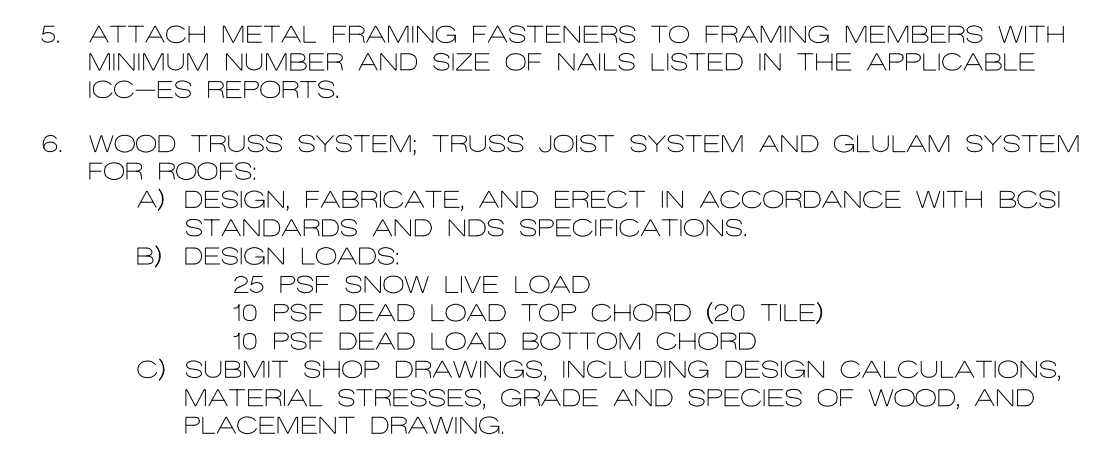 5. ATTACH METAL FRAMING FASTENERS TO FRAMING MEMBERS WITH
MINIMUM NUMBER AND SIZE OF NAILS LISTED IN THE APPLICABLE
ICC-ES REPORTS.
6. WOOD TRUSS SYSTEM; TRUSS JOIST SYSTEM AND GLULAM SYSTEM
FOR ROOFS:
A) DESIGN, FABRICATE, AND ERECT IN ACCORDANCE WITH BCSI
STANDARDS AND NDS SPECIFICATIONS.
B) DESIGN LOADS:
25 PSF SNOW LIVE LOAD
10 PSF DEAD LOAD TOP CHORD (20 TILE)
10 PSF DEAD LOAD BOTTOM CHORD
C) SUBMIT SHOP DRAWINGS, INCLUDING DESIGN CALCULATIONS,
MATERIAL STRESSES, GRADE AND SPECIES OF WOOD, AND
PLACEMENT DRAWING.